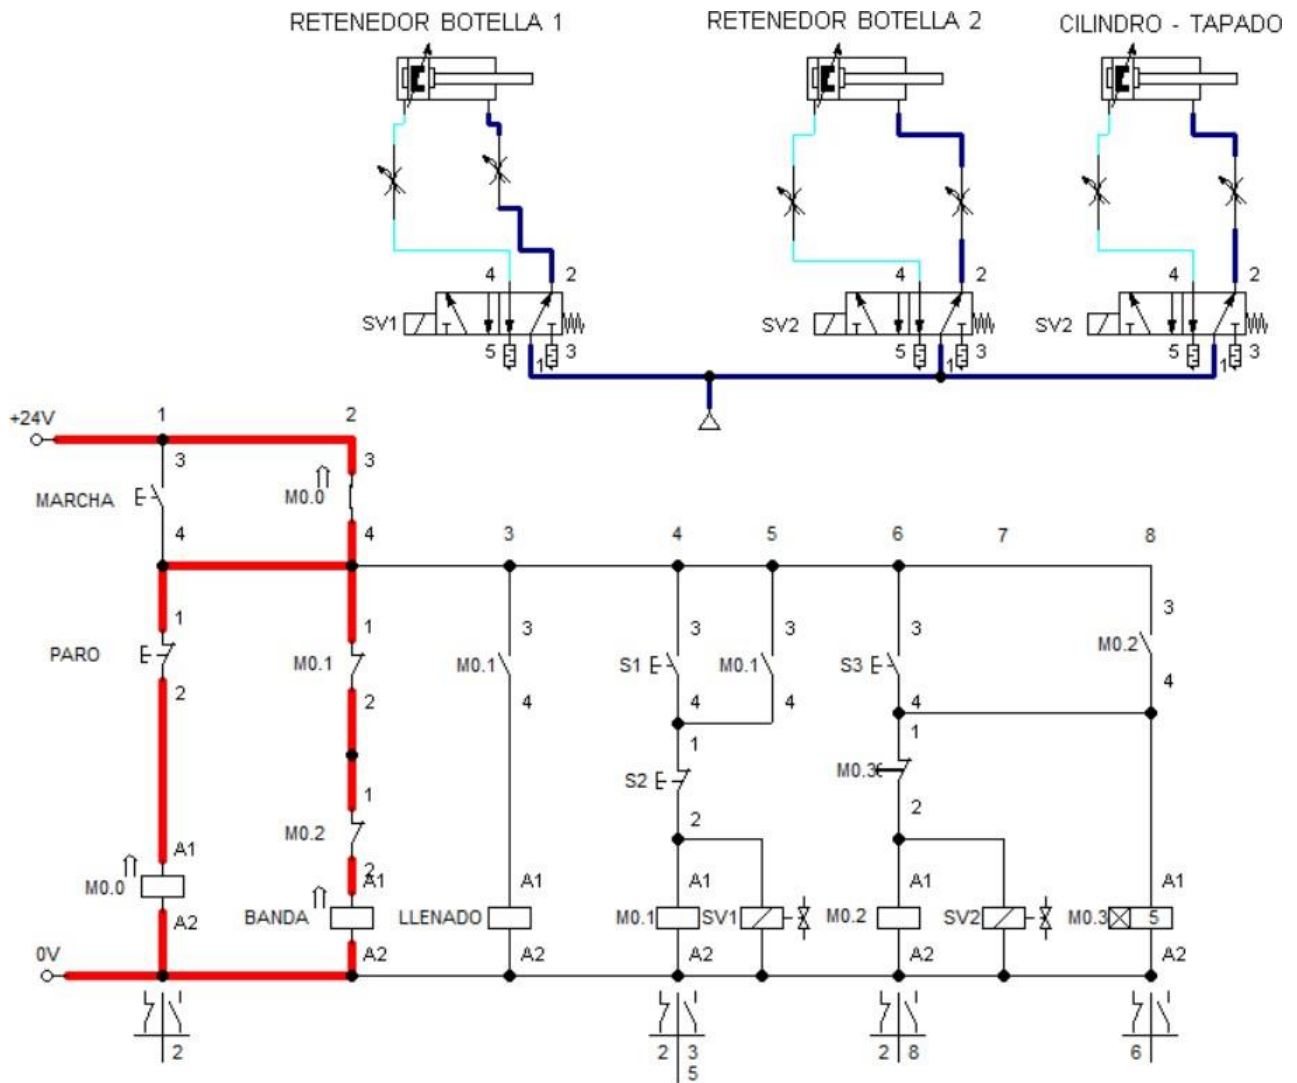 RETENEDOR BOTELLA 1 RETENEDOR BOTELLA 2 CILINDRO - TAPADO
4 2 4 2 4 2
SV1 SV2 SV2
5 1 3 5 1 3 5 1 3
+24V 1 2
3 3
MARCHA M0.0
4 4 3 4 5 6 7 8
1 1 3 3 3 3 3
PARO M0.1 M0.1 S1 M0.1 S3 M0.2
2 2 4 4 4 4 4
1 1
S2 M0.3
1 2 2
M0.2
A1 2 A1 A1 A1 A1 A1
M0.0 BANDA LLENADO M0.1 SV1 M0.2 SV2 M0.3 5
A2 A2 A2 A2 A2 A2
0V
2 2 3 2 8 6
5